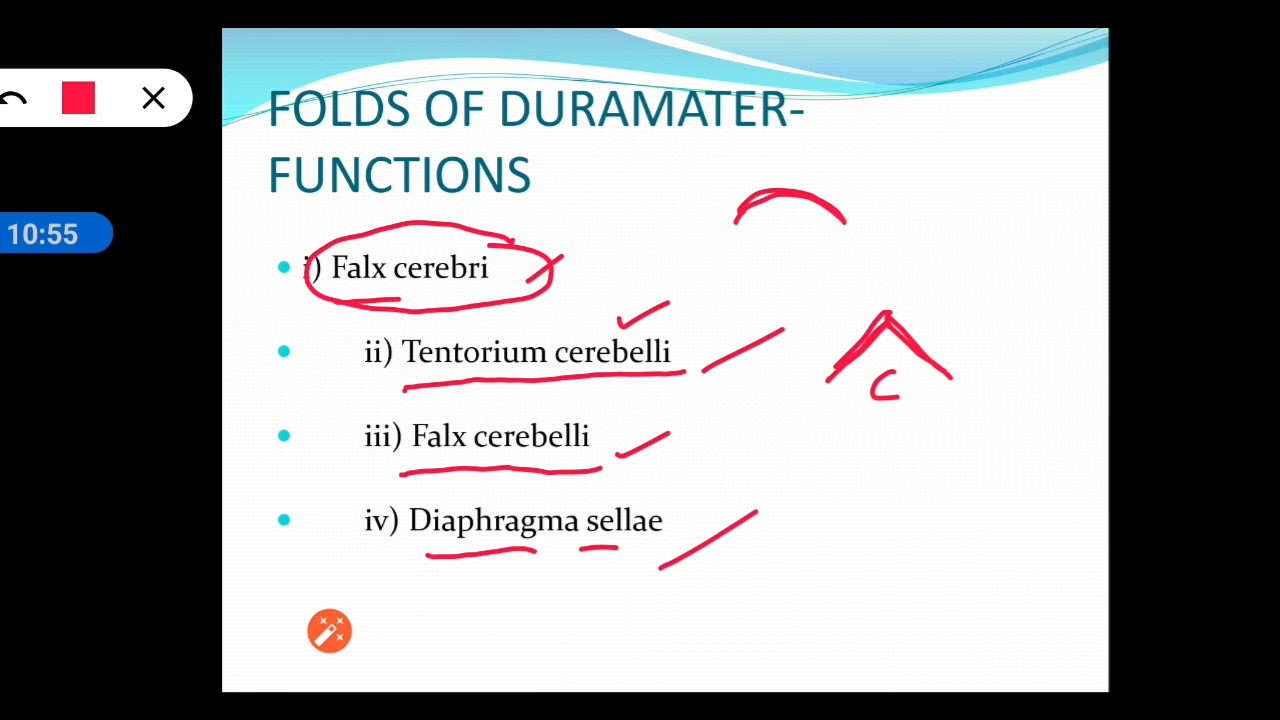 FOLDS OF DURAMATER-
FUNCTIONS
10:55
i) Falx cerebri
ii) Tentorium cerebelli
C
iii) Falx cerebelli
iv) Diaphragma sellae